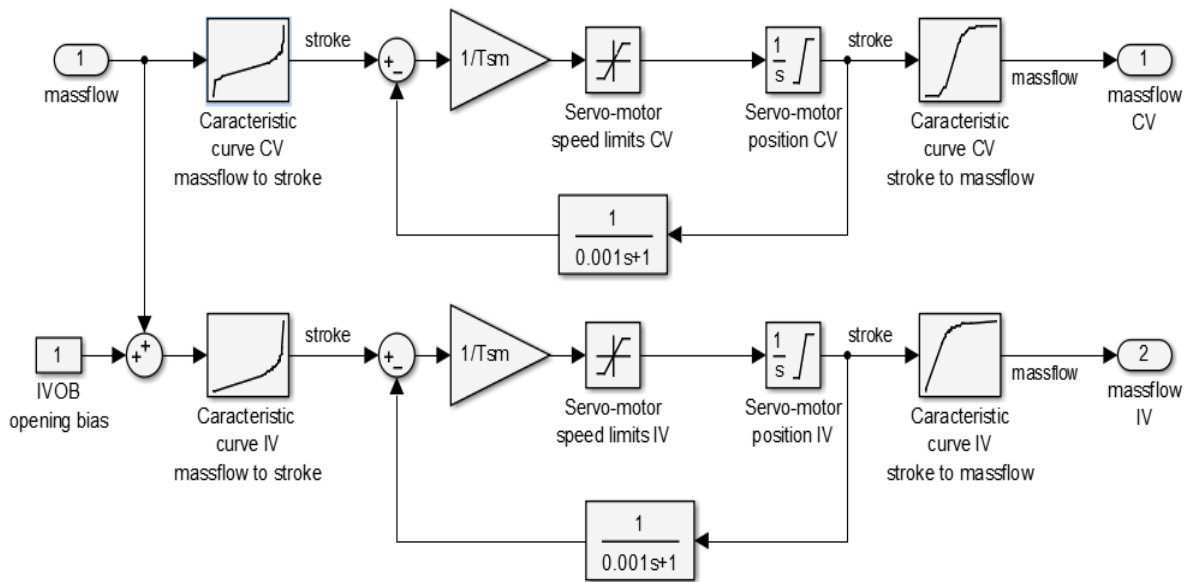 1
massflow
Caracteristic
curve CV
massflow to stroke
stroke
+
−
1/Tsm
Servo-motor
speed limits CV
1
s
Servo-motor
position CV
stroke
Caracteristic
curve CV
stroke to massflow
massflow
1
massflow
CV
1
0.001s+1
1
IVOB
opening bias
+
+
Caracteristic
curve IV
massflow to stroke
stroke
+
−
1/Tsm
Servo-motor
speed limits IV
1
s
Servo-motor
position IV
stroke
Caracteristic
curve IV
stroke to massflow
massflow
2
massflow
IV
1
0.001s+1